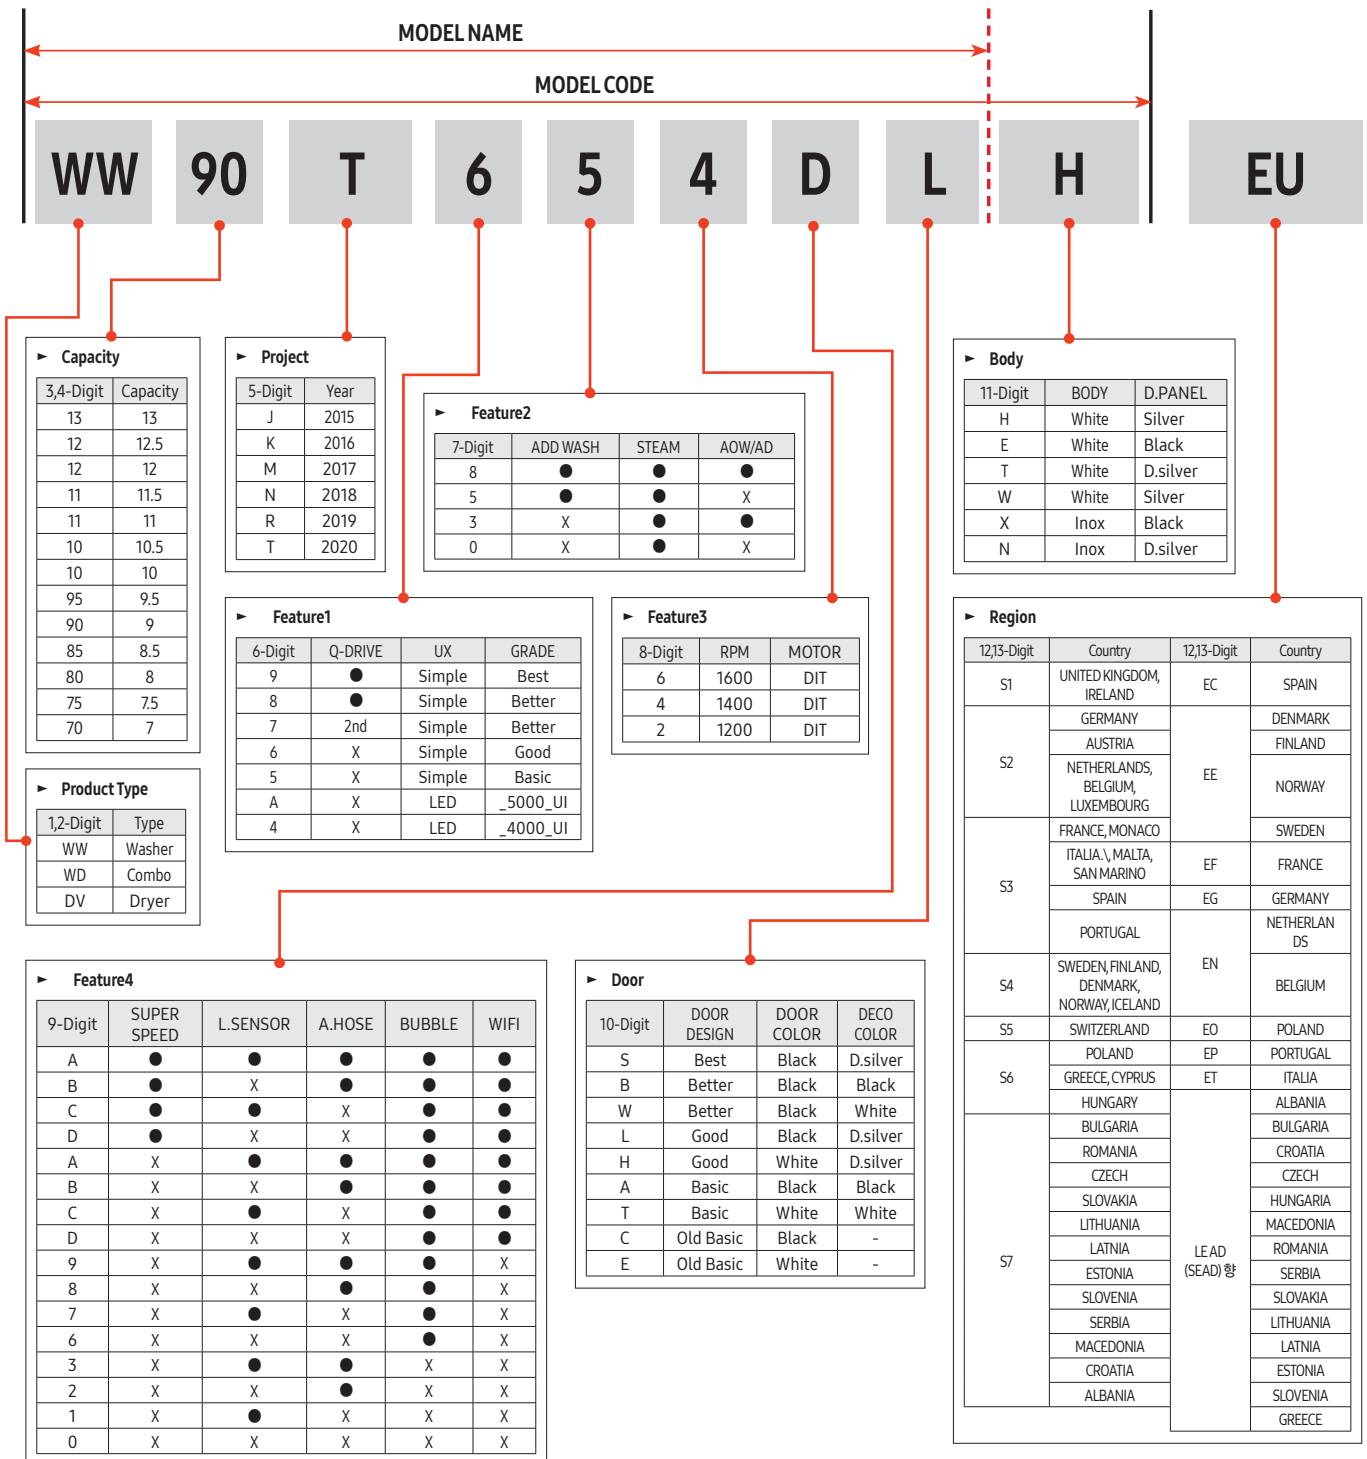 MODEL NAME
MODEL CODE
WW 90 T 6 5 4 D L H EU
► Capacity
3,4-Digit Capacity
13 13
12 12.5
12 12
11 11.5
11 11
10 10.5
10 10
95 9.5
90 9
85 8.5
80 8
75 7.5
70 7
► Product Type
1,2-Digit Type
WW Washer
WD Combo
DV Dryer
► Project
5-Digit Year
J 2015
K 2016
M 2017
N 2018
R 2019
T 2020
► Feature2
7-Digit ADD WASH STEAM AOW/AD
8 ● ● ●
5 ● ● X
3 X ● ●
0 X ● X
► Feature1
6-Digit Q-DRIVE UX GRADE
9 ● Simple Best
8 ● Simple Better
7 2nd Simple Better
6 X Simple Good
5 X Simple Basic
A X LED _5000_UI
4 X LED _4000_UI
► Feature3
8-Digit RPM MOTOR
6 1600 DIT
4 1400 DIT
2 1200 DIT
► Body
11-Digit BODY D.PANEL
H White Silver
E White Black
T White D.silver
W White Silver
X Inox Black
N Inox D.silver
► Feature4
9-Digit SUPER SPEED L.SENSOR A.HOSE BUBBLE WIFI
A ● ● ● ● ●
B ● X ● ● ●
C ● ● X ● ●
D ● X X ● ●
A X ● ● ● ●
B X X ● ● ●
C X ● X ● ●
D X X X ● ●
9 X ● ● ● X
8 X X ● ● X
7 X ● X ● X
6 X X X ● X
3 X ● ● X X
2 X X ● X X
1 X ● X X X
0 X X X X X
► Door
10-Digit DOOR DESIGN DOOR COLOR DECO COLOR
S Best Black D.silver
B Better Black Black
W Better Black White
L Good Black D.silver
H Good White D.silver
A Basic Black Black
T Basic White White
C Old Basic Black -
E Old Basic White -
► Region
12,13-Digit Country 12,13-Digit Country
S1 UNITED KINGDOM, IRELAND EC SPAIN
S2 GERMANY EE DENMARK
AUSTRIA FINLAND
NETHERLANDS, BELGIUM, LUXEMBOURG NORWAY
S3 FRANCE, MONACO SWEDEN
ITALIA.\, MALTA, SAN MARINO EF FRANCE
SPAIN EG GERMANY
PORTUGAL EN NETHERLAN
DS
S4 SWEDEN, FINLAND, DENMARK, NORWAY, ICELAND BELGIUM
S5 SWITZERLAND EO POLAND
S6 POLAND EP PORTUGAL
GREECE, CYPRUS ET ITALIA
HUNGARY LE AD (SEAD) 향 ALBANIA
S7 BULGARIA BULGARIA
ROMANIA CROATIA
CZECH CZECH
SLOVAKIA HUNGARIA
LITHUANIA MACEDONIA
LATNIA ROMANIA
ESTONIA SERBIA
SLOVENIA SLOVAKIA
SERBIA LITHUANIA
MACEDONIA LATNIA
CROATIA ESTONIA
ALBANIA SLOVENIA
GREECE